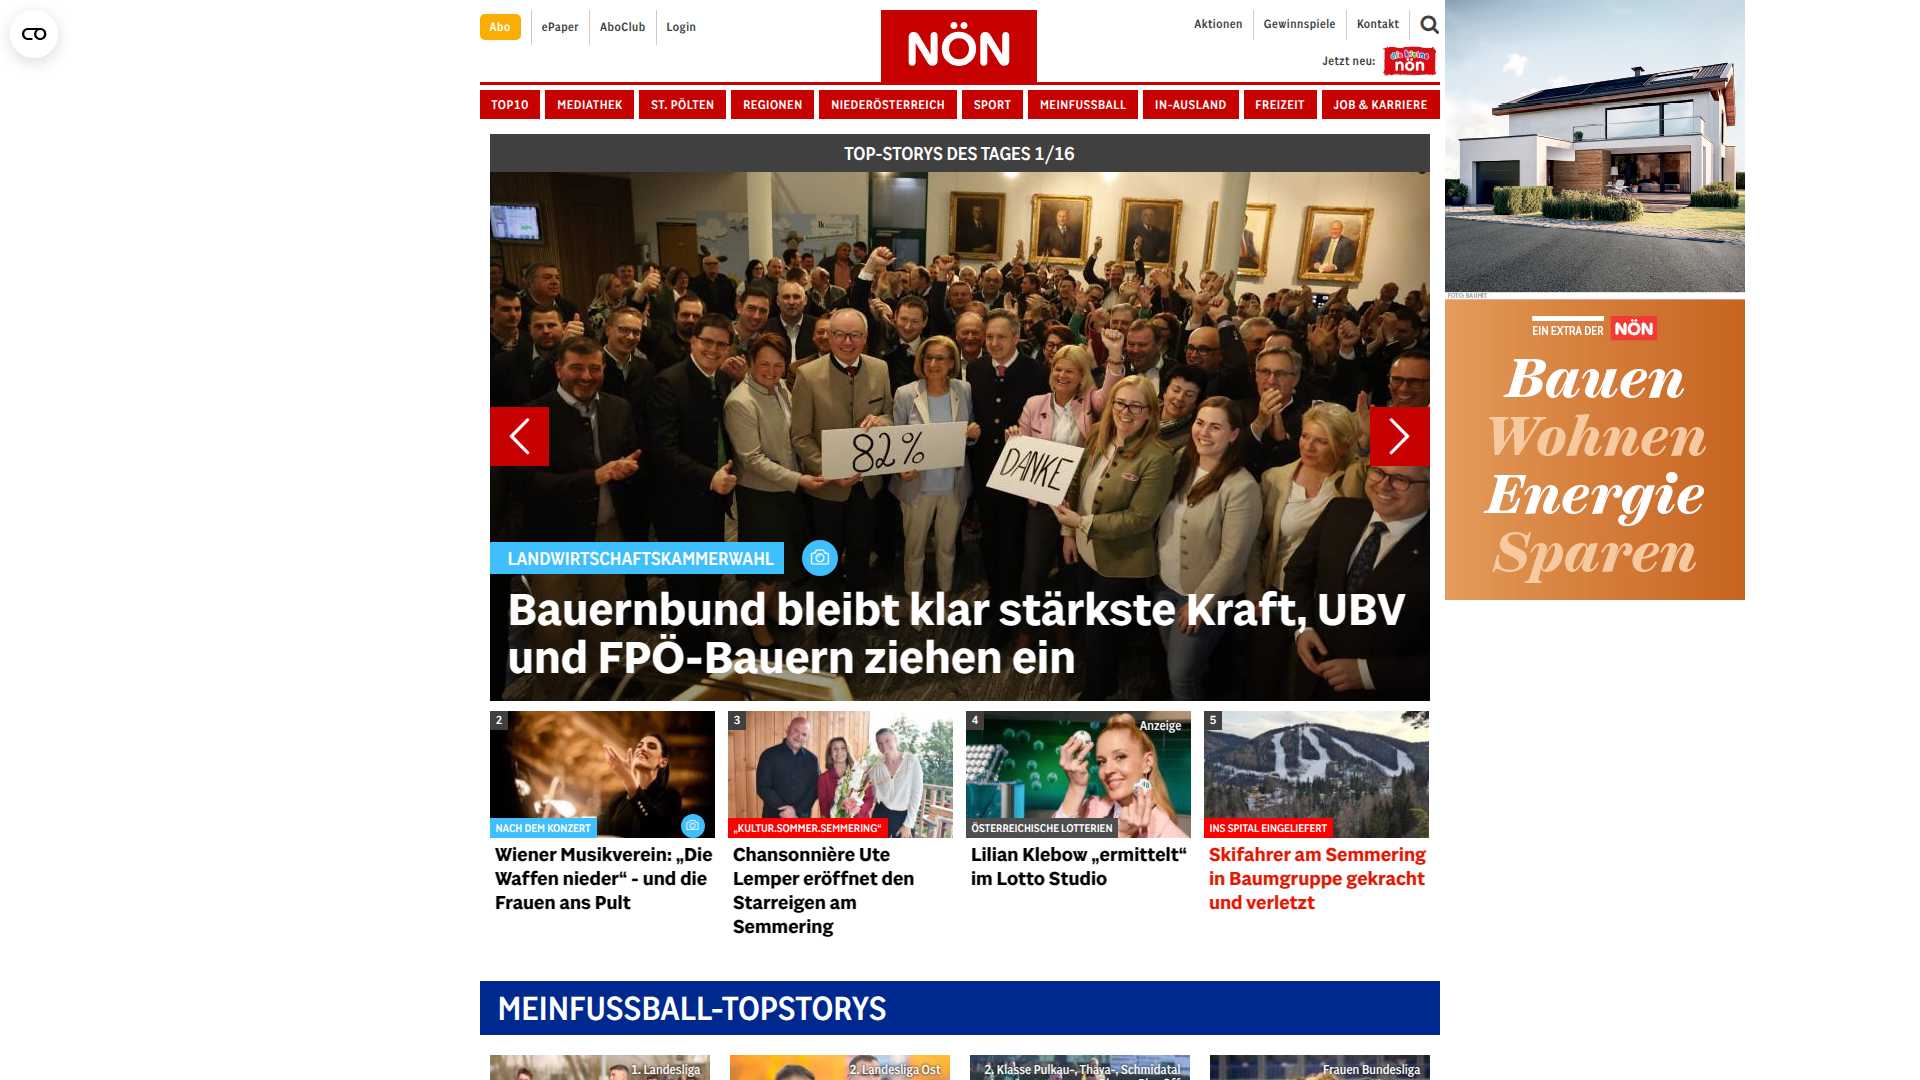 Abo
ePaper
AboClub
Login
NÖN
Aktionen
Gewinnspiele
Kontakt
Jetzt neu:
die kleine
nön
TOP10
MEDIATHEK
ST. PÖLTEN
REGIONEN
NIEDERÖSTERREICH
SPORT
MEINFUSSBALL
IN-AUSLAND
FREIZEIT
JOB & KARRIERE
TOP-STORYS DES TAGES 1/16
82%
DANKE
LANDWIRTSCHAFTSKAMMERWAHL
Bauernbund bleibt klar stärkste Kraft, UBV
und FPÖ-Bauern ziehen ein
2
NACH DEM KONZERT
Wiener Musikverein: „Die
Waffen nieder“ - und die
Frauen ans Pult
3
„KULTUR.SOMMER.SEMMERING“
Chansonnière Ute
Lemper eröffnet den
Starreigen am
Semmering
4
Anzeige
ÖSTERREICHISCHE LOTTERIEN
Lilian Klebow „ermittelt“
im Lotto Studio
5
INS SPITAL EINGELIEFERT
Skifahrer am Semmering
in Baumgruppe gekracht
und verletzt
FOTO: BAUMIT
EIN EXTRA DER NÖN
Bauen
Wohnen
Energie
Sparen
MEINFUSSBALL-TOPSTORYS
1. Landesliga
2. Landesliga Ost
2. Klasse Pulkau-, Thaya-, Schmidatal
Frauen Bundesliga